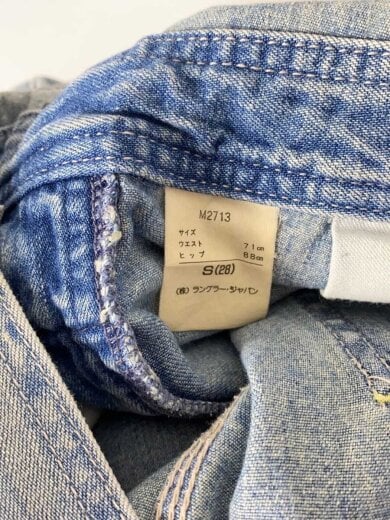 M2713
サイズ
ウエスト 71cm
ヒップ 88cm
S(28)
(株)ラングラー・ジャパン